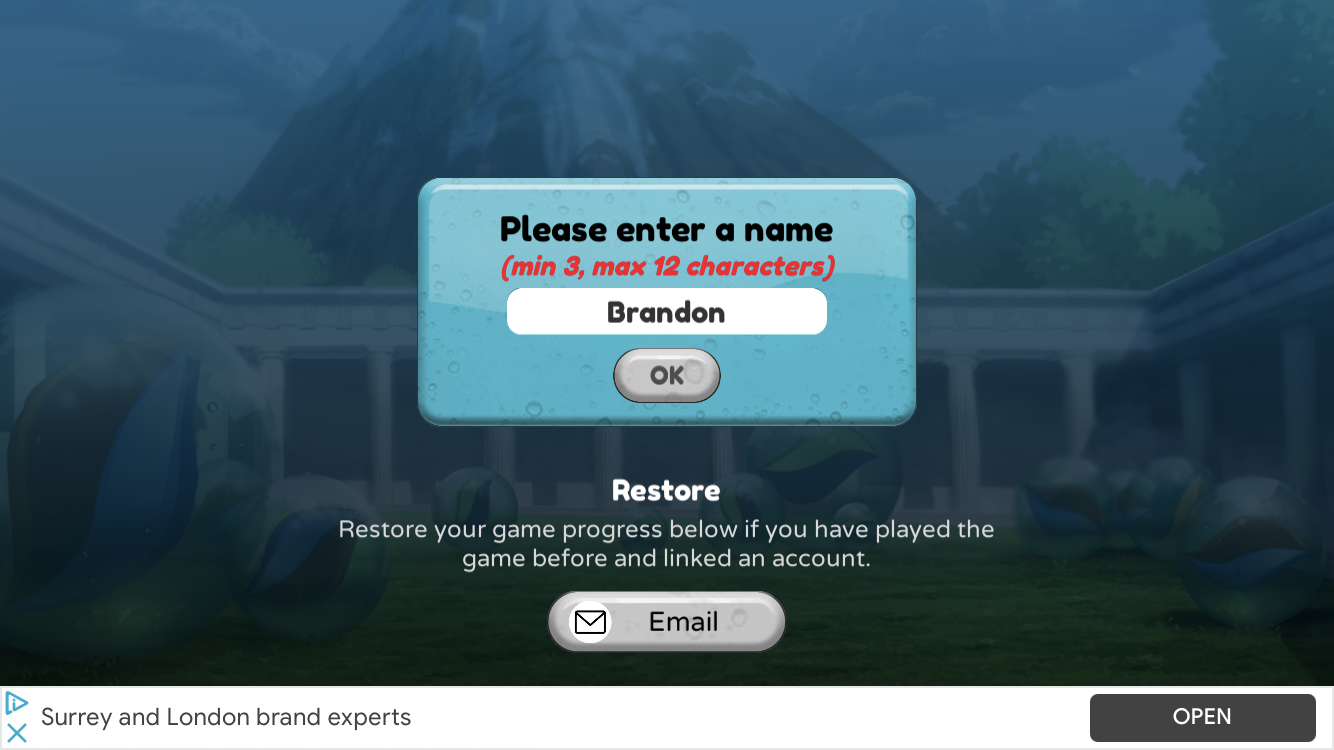 Please enter a name
(min 3, max 12 characters)
Brandon
OK
Restore
Restore your game progress below if you have played the
game before and linked an account.
Email
Surrey and London brand experts
OPEN